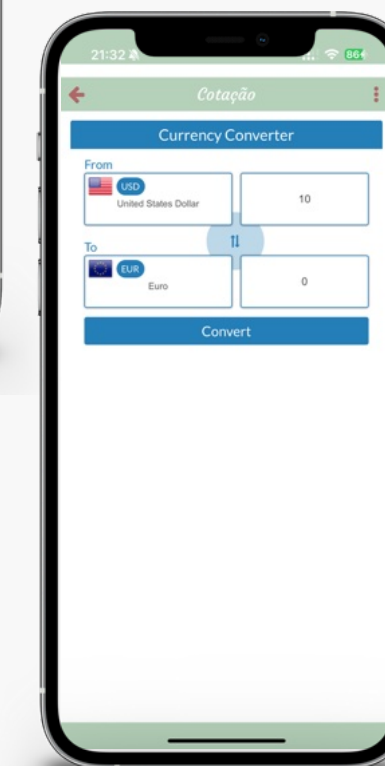 21:32
86
Cotação
Currency Converter
From
USD
United States Dollar
10
To
EUR
Euro
0
Convert